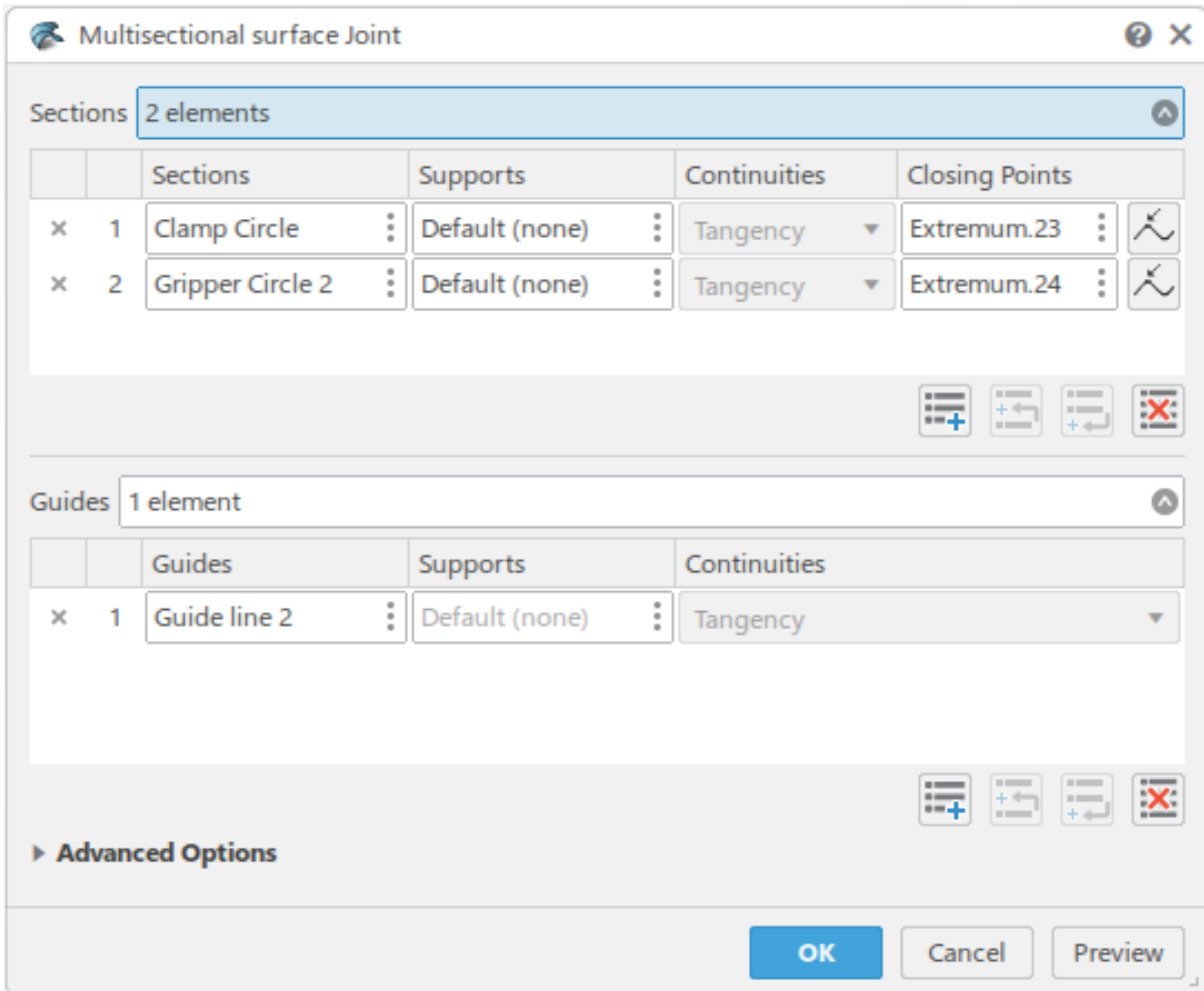 Multisectional surface Joint
Sections 2 elements
Sections Supports Continuities Closing Points
1 Clamp Circle Default (none) Tangency Extremum.23
2 Gripper Circle 2 Default (none) Tangency Extremum.24
Guides 1 element
Guides Supports Continuities
1 Guide line 2 Default (none) Tangency
Advanced Options
OK Cancel Preview